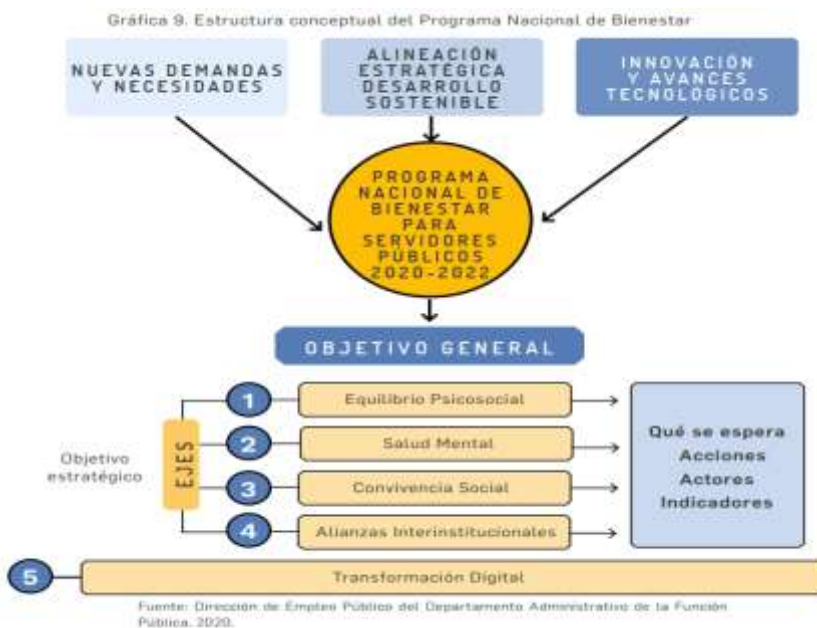 Gráfica 9. Estructura conceptual del Programa Nacional de Bienestar
NUEVAS DEMANDAS
Y NECESIDADES
ALINEACIÓN
ESTRATÉGICA
DESARROLLO
SOSTENIBLE
INNOVACIÓN
Y AVANCES
TECNOLÓGICOS
PROGRAMA
NACIONAL DE
BIENESTAR
PARA
SERVIDORES
PÚBLICOS
2020-2022
OBJETIVO GENERAL
Objetivo
estratégico
EJES
1
Equilibrio Psicosocial
2
Salud Mental
3
Convivencia Social
4
Alianzas Interinstitucionales
Qué se espera
Acciones
Actores
Indicadores
5
Transformación Digital
Fuente: Dirección de Empleo Público del Departamento Administrativo de la Función
Pública, 2020.